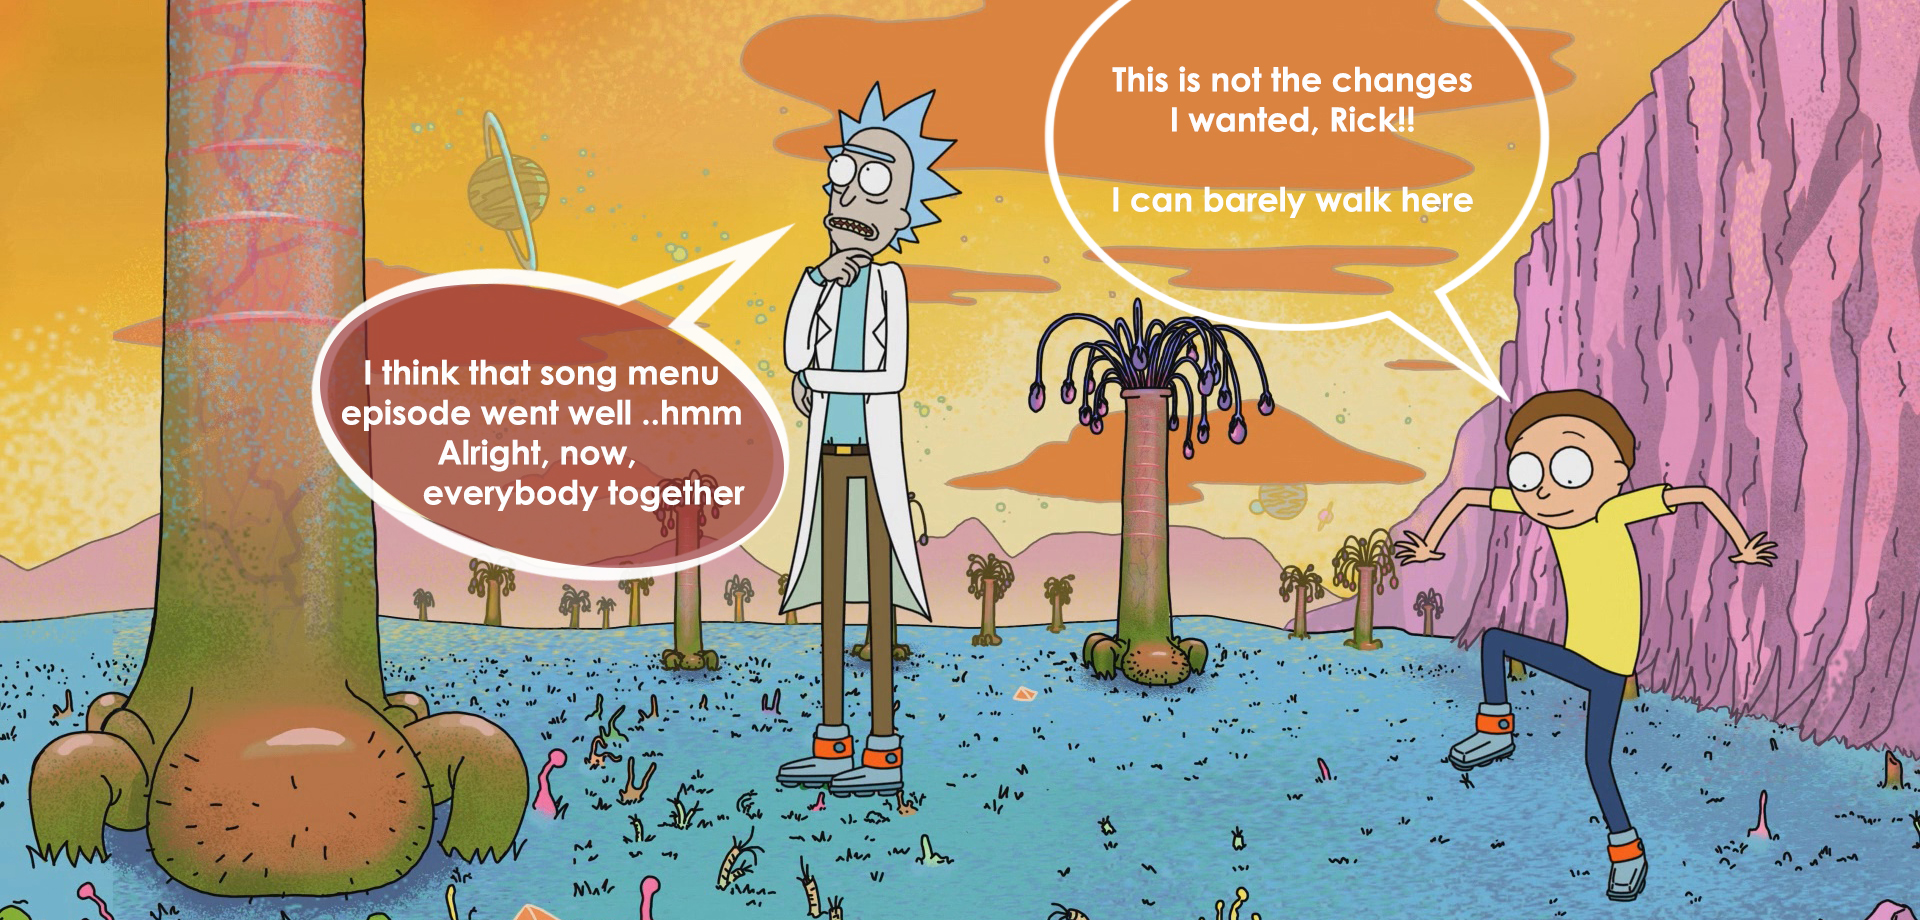 I think that song menu
episode went well ..hmm
Alright, now,
everybody together
This is not the changes
I wanted, Rick!!
I can barely walk here